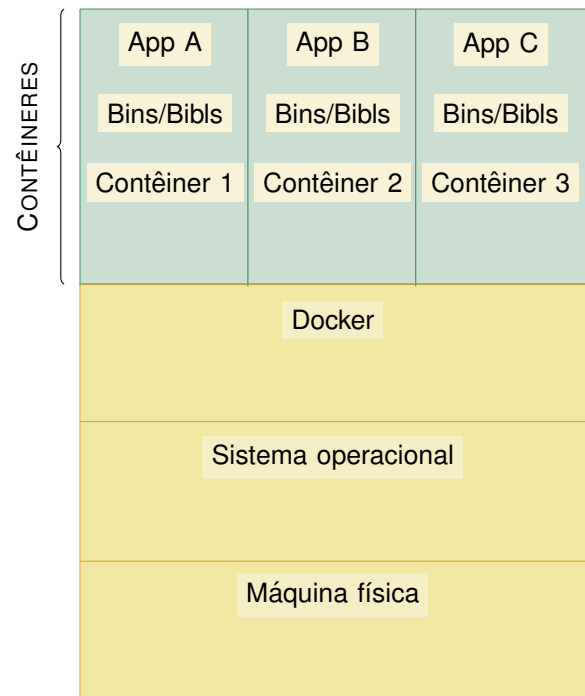 CONTÊINERES
App A
App B
App C
Bins/Bibls
Bins/Bibls
Bins/Bibls
Contêiner 1
Contêiner 2
Contêiner 3
Docker
Sistema operacional
Máquina física